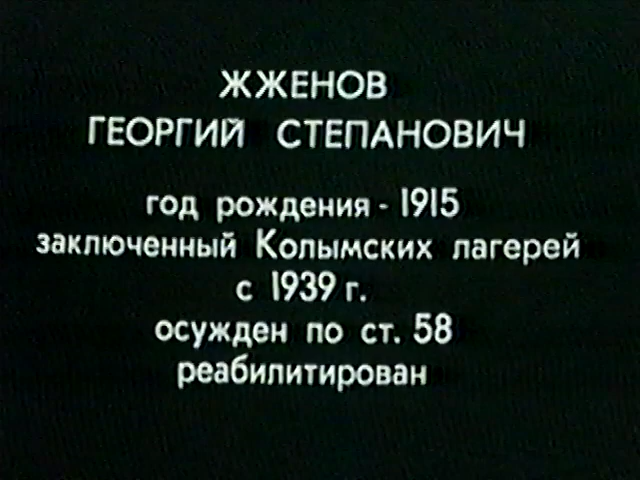 ЖЖЕНОВ
ГЕОРГИЙ СТЕПАНОВИЧ
год рождения - 1915
заключенный Колымских лагерей
с 1939 г.
осужден по ст. 58
реабилитирован